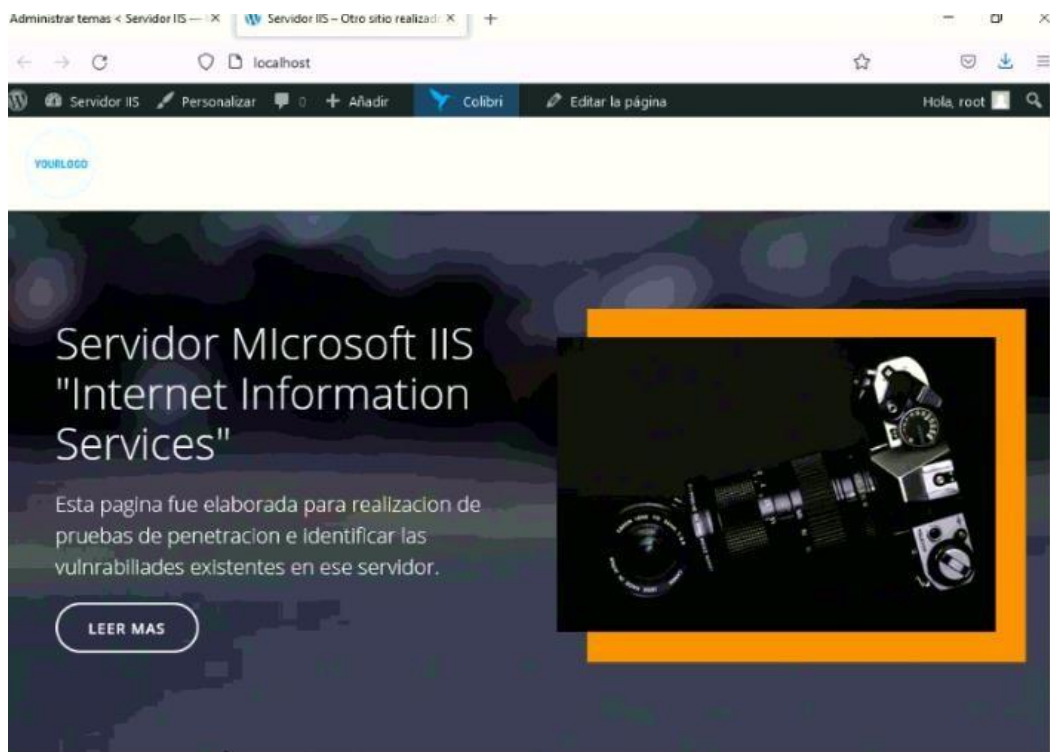 Administrar temas < Servidor IIS —
Servidor IIS – Otro sitio realizad
localhost
Servidor IIS Personalizar 0 Añadir Colibri Editar la página Hola, root
YOURLOGO
Servidor MIcrosoft IIS
"Internet Information
Services"
Esta pagina fue elaborada para realizacion de
pruebas de penetracion e identificar las
vulnrabiliades existentes en ese servidor.
LEER MAS